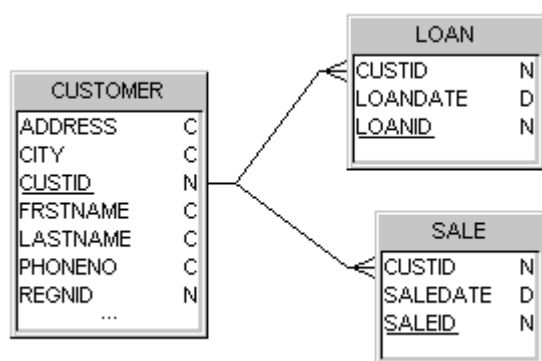 CUSTOMER
ADDRESS C
CITY C
CUSTID N
FRSTNAME C
LASTNAME C
PHONENO C
REGNID N
...
LOAN
CUSTID N
LOANDATE D
LOANID N
SALE
CUSTID N
SALEDATE D
SALEID N